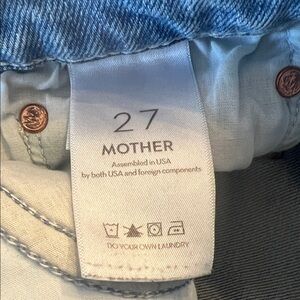 27
MOTHER
Assembled in USA
by both USA and foreign components
DO YOUR OWN LAUNDRY